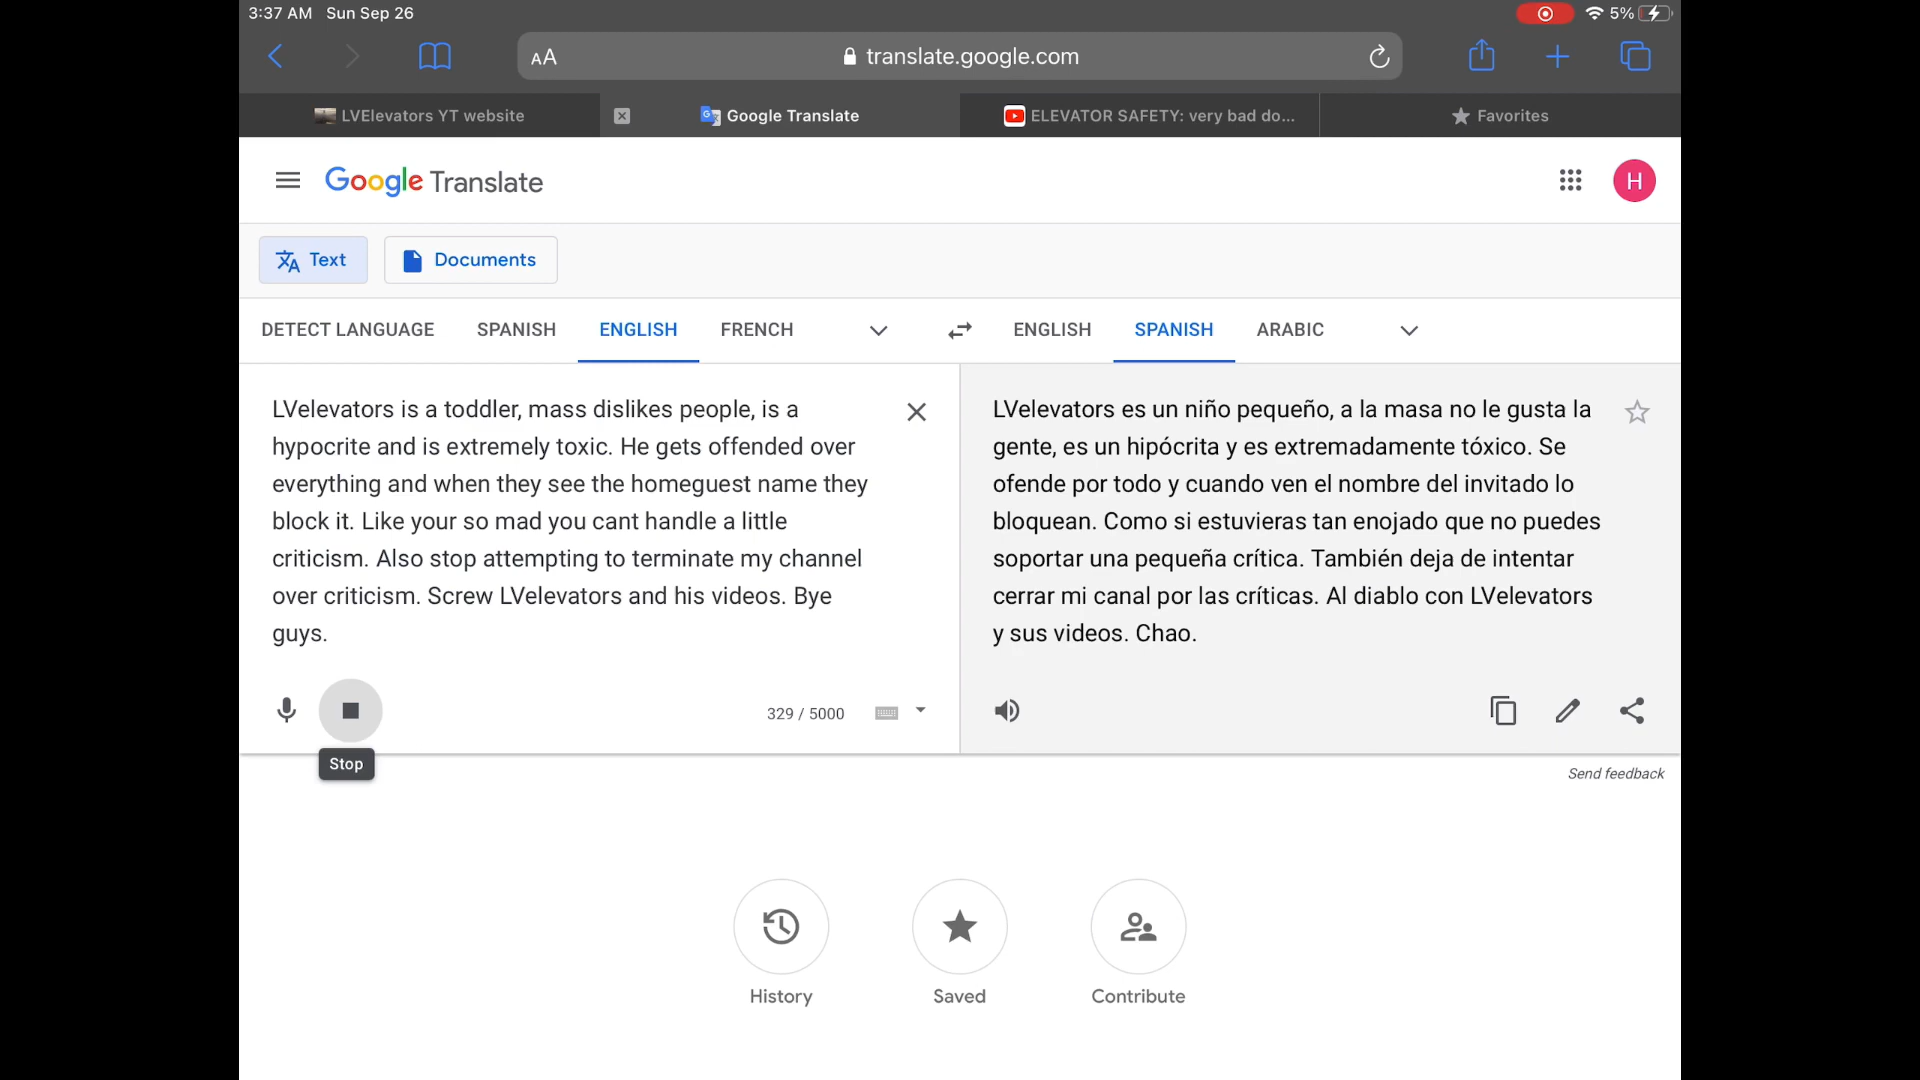 3:37 AM Sun Sep 26
5%
AA
translate.google.com
LVElevators YT website
Google Translate
ELEVATOR SAFETY: very bad do...
Favorites
Google Translate
H
Text
Documents
DETECT LANGUAGE
SPANISH
ENGLISH
FRENCH
ENGLISH
SPANISH
ARABIC
LVelevators is a toddler, mass dislikes people, is a
hypocrite and is extremely toxic. He gets offended over
everything and when they see the homeguest name they
block it. Like your so mad you cant handle a little
criticism. Also stop attempting to terminate my channel
over criticism. Screw LVelevators and his videos. Bye
guys.
LVelevators es un niño pequeño, a la masa no le gusta la
gente, es un hipócrita y es extremadamente tóxico. Se
ofende por todo y cuando ven el nombre del invitado lo
bloquean. Como si estuvieras tan enojado que no puedes
soportar una pequeña crítica. También deja de intentar
cerrar mi canal por las críticas. Al diablo con LVelevators
y sus videos. Chao.
329 / 5000
Stop
Send feedback
History
Saved
Contribute